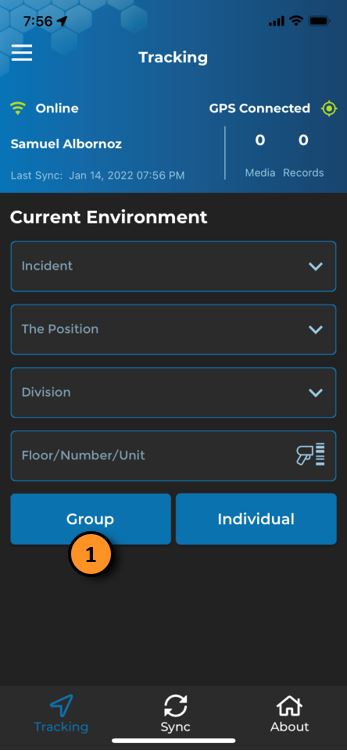 7:56
Tracking
Online
GPS Connected
Samuel Albornoz
0 0
Last Sync: Jan 14, 2022 07:56 PM
Media Records
Current Environment
Incident
The Position
Division
Floor/Number/Unit
Group Individual
1
Tracking Sync About